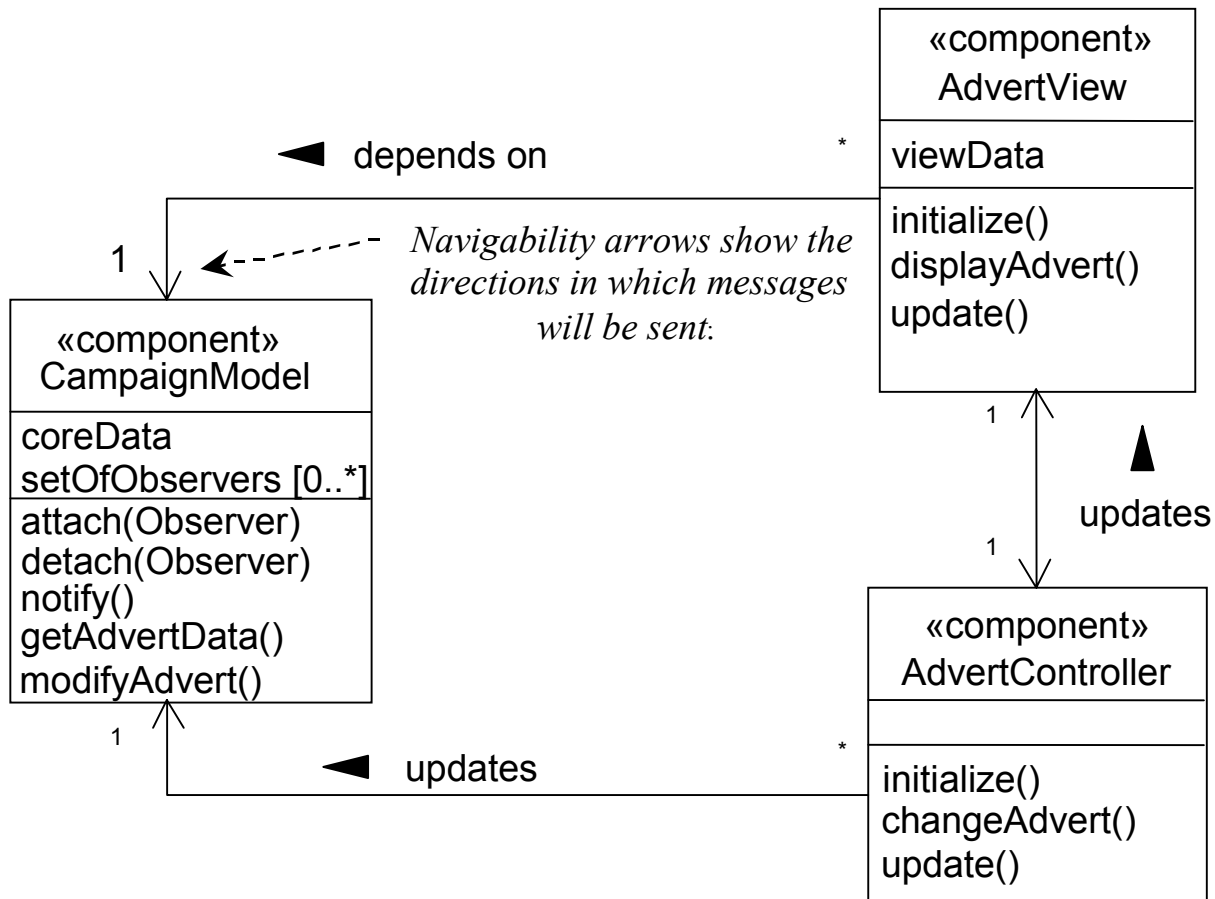 «component»
AdvertView
viewData
initialize()
displayAdvert()
update()
depends on
*
1
Navigability arrows show the
directions in which messages
will be sent:
«component»
CampaignModel
coreData
setOfObservers [0..*]
attach(Observer)
detach(Observer)
notify()
getAdvertData()
modifyAdvert()
1
updates
1
«component»
AdvertController
initialize()
changeAdvert()
update()
1
updates
*